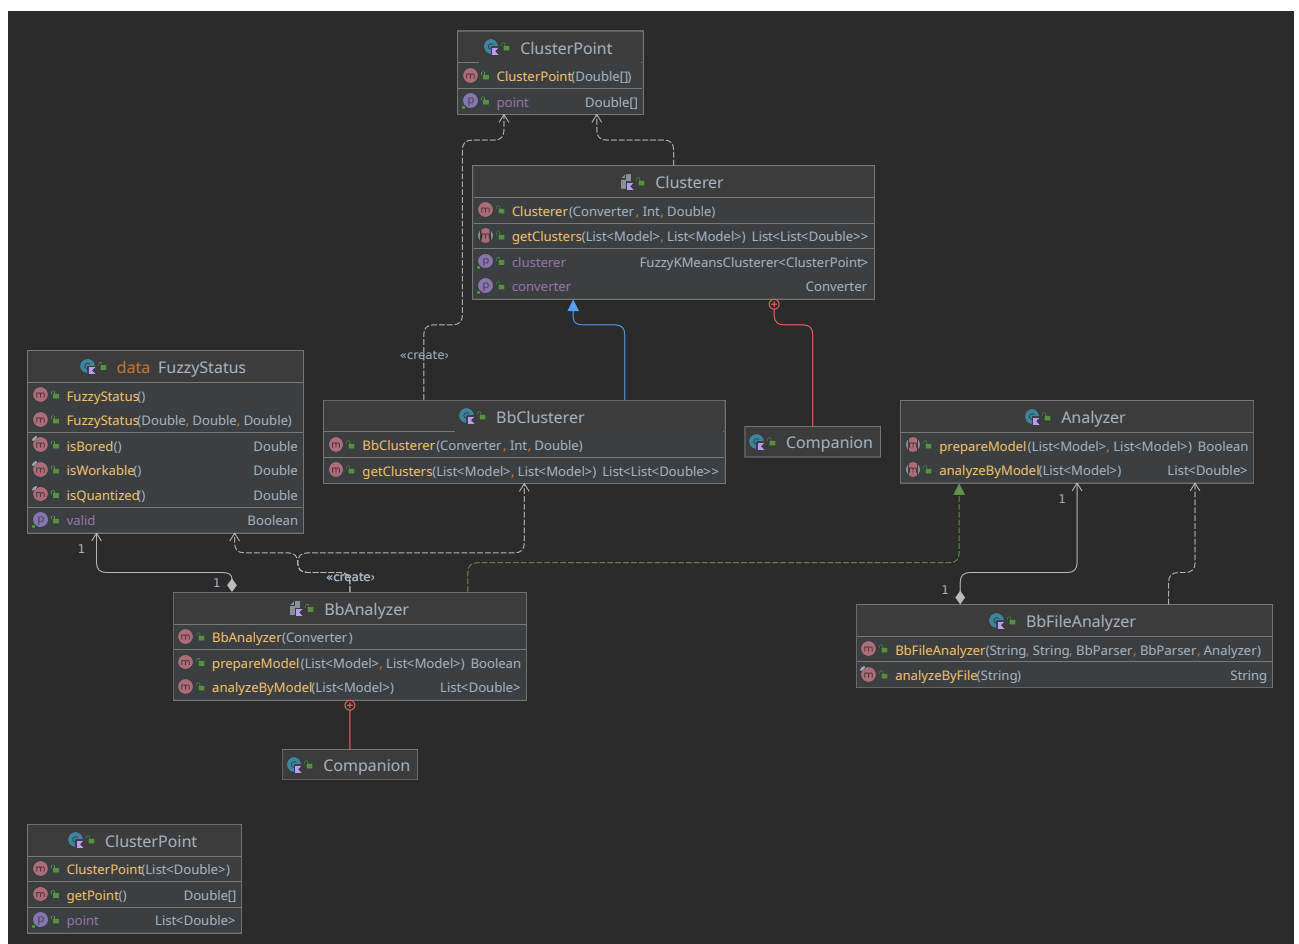 ClusterPoint
ClusterPoint(Double[])
point Double[]
Clusterer
Clusterer(Converter, Int, Double)
getClusters(List<Model>, List<Model>) List<List<Double>>
clusterer FuzzyKMeansClusterer<ClusterPoint>
converter Converter
«create»
data FuzzyStatus
FuzzyStatus()
FuzzyStatus(Double, Double, Double)
isBored() Double
isWorkable() Double
isQuantized() Double
valid Boolean
BbClusterer
BbClusterer(Converter, Int, Double)
getClusters(List<Model>, List<Model>) List<List<Double>>
Companion
Analyzer
prepareModel(List<Model>, List<Model>) Boolean
analyzeByModel(List<Model>) List<Double>
1
1
«create»
1
1
BbAnalyzer
BbAnalyzer(Converter)
prepareModel(List<Model>, List<Model>) Boolean
analyzeByModel(List<Model>) List<Double>
BbFileAnalyzer
BbFileAnalyzer(String, String, BbParser, BbParser, Analyzer)
analyzeByFile(String) String
Companion
ClusterPoint
ClusterPoint(List<Double>)
getPoint() Double[]
point List<Double>